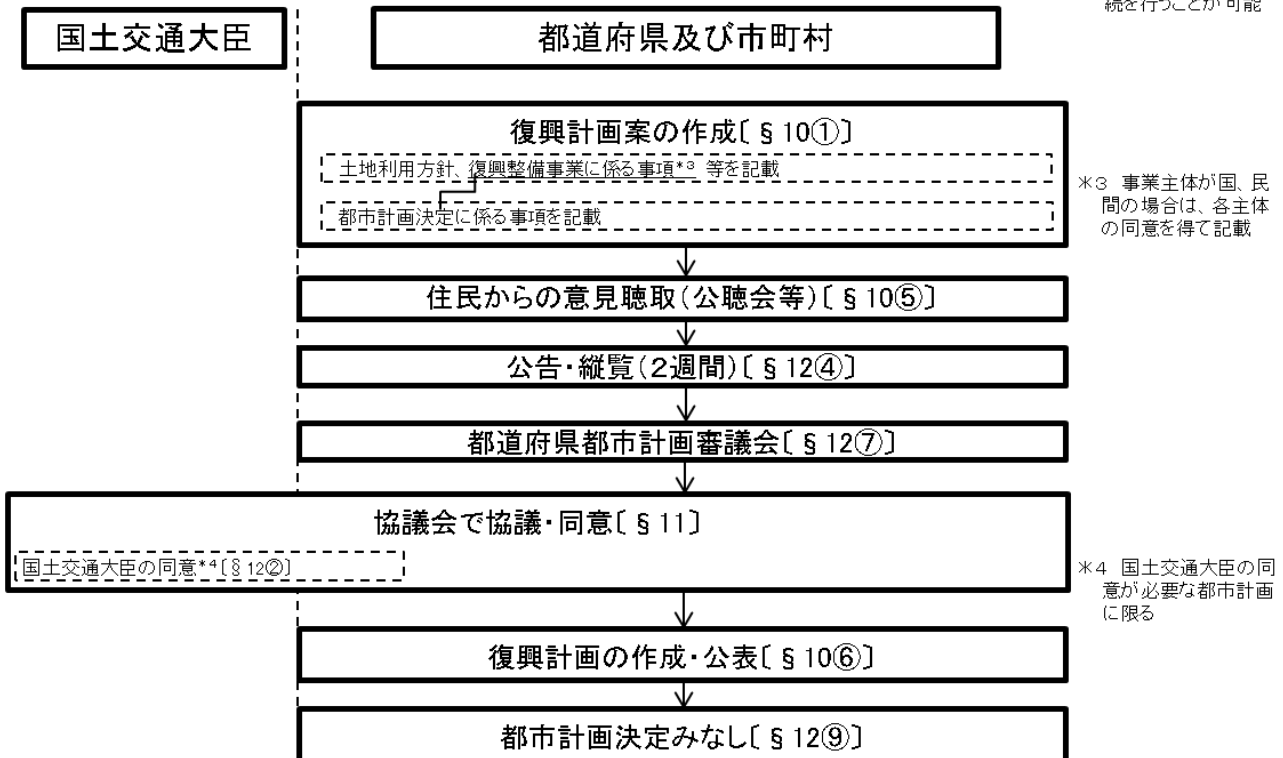 続を行うことが可能
国土交通大臣
都道府県及び市町村
復興計画案の作成〔§10①〕
土地利用方針、復興整備事業に係る事項*3 等を記載
都市計画決定に係る事項を記載
*3 事業主体が国、民
間の場合は、各主体
の同意を得て記載
住民からの意見聴取(公聴会等)〔§10⑤〕
公告・縦覧(2週間)〔§12④〕
都道府県都市計画審議会〔§12⑦〕
協議会で協議・同意〔§11〕
国土交通大臣の同意*4〔§12②〕
*4 国土交通大臣の同
意が必要な都市計画
に限る
復興計画の作成・公表〔§10⑥〕
都市計画決定みなし〔§12⑨〕